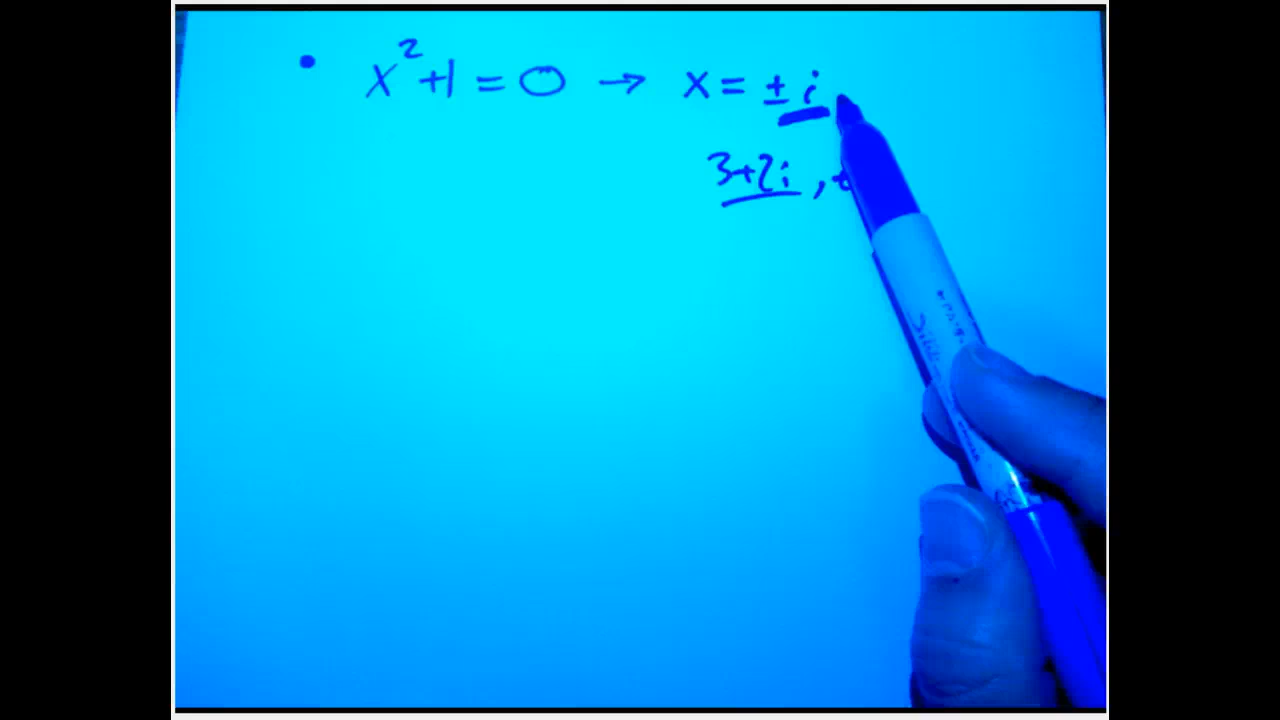 • x²+1 = 0 → x = ± i
3+2i ,